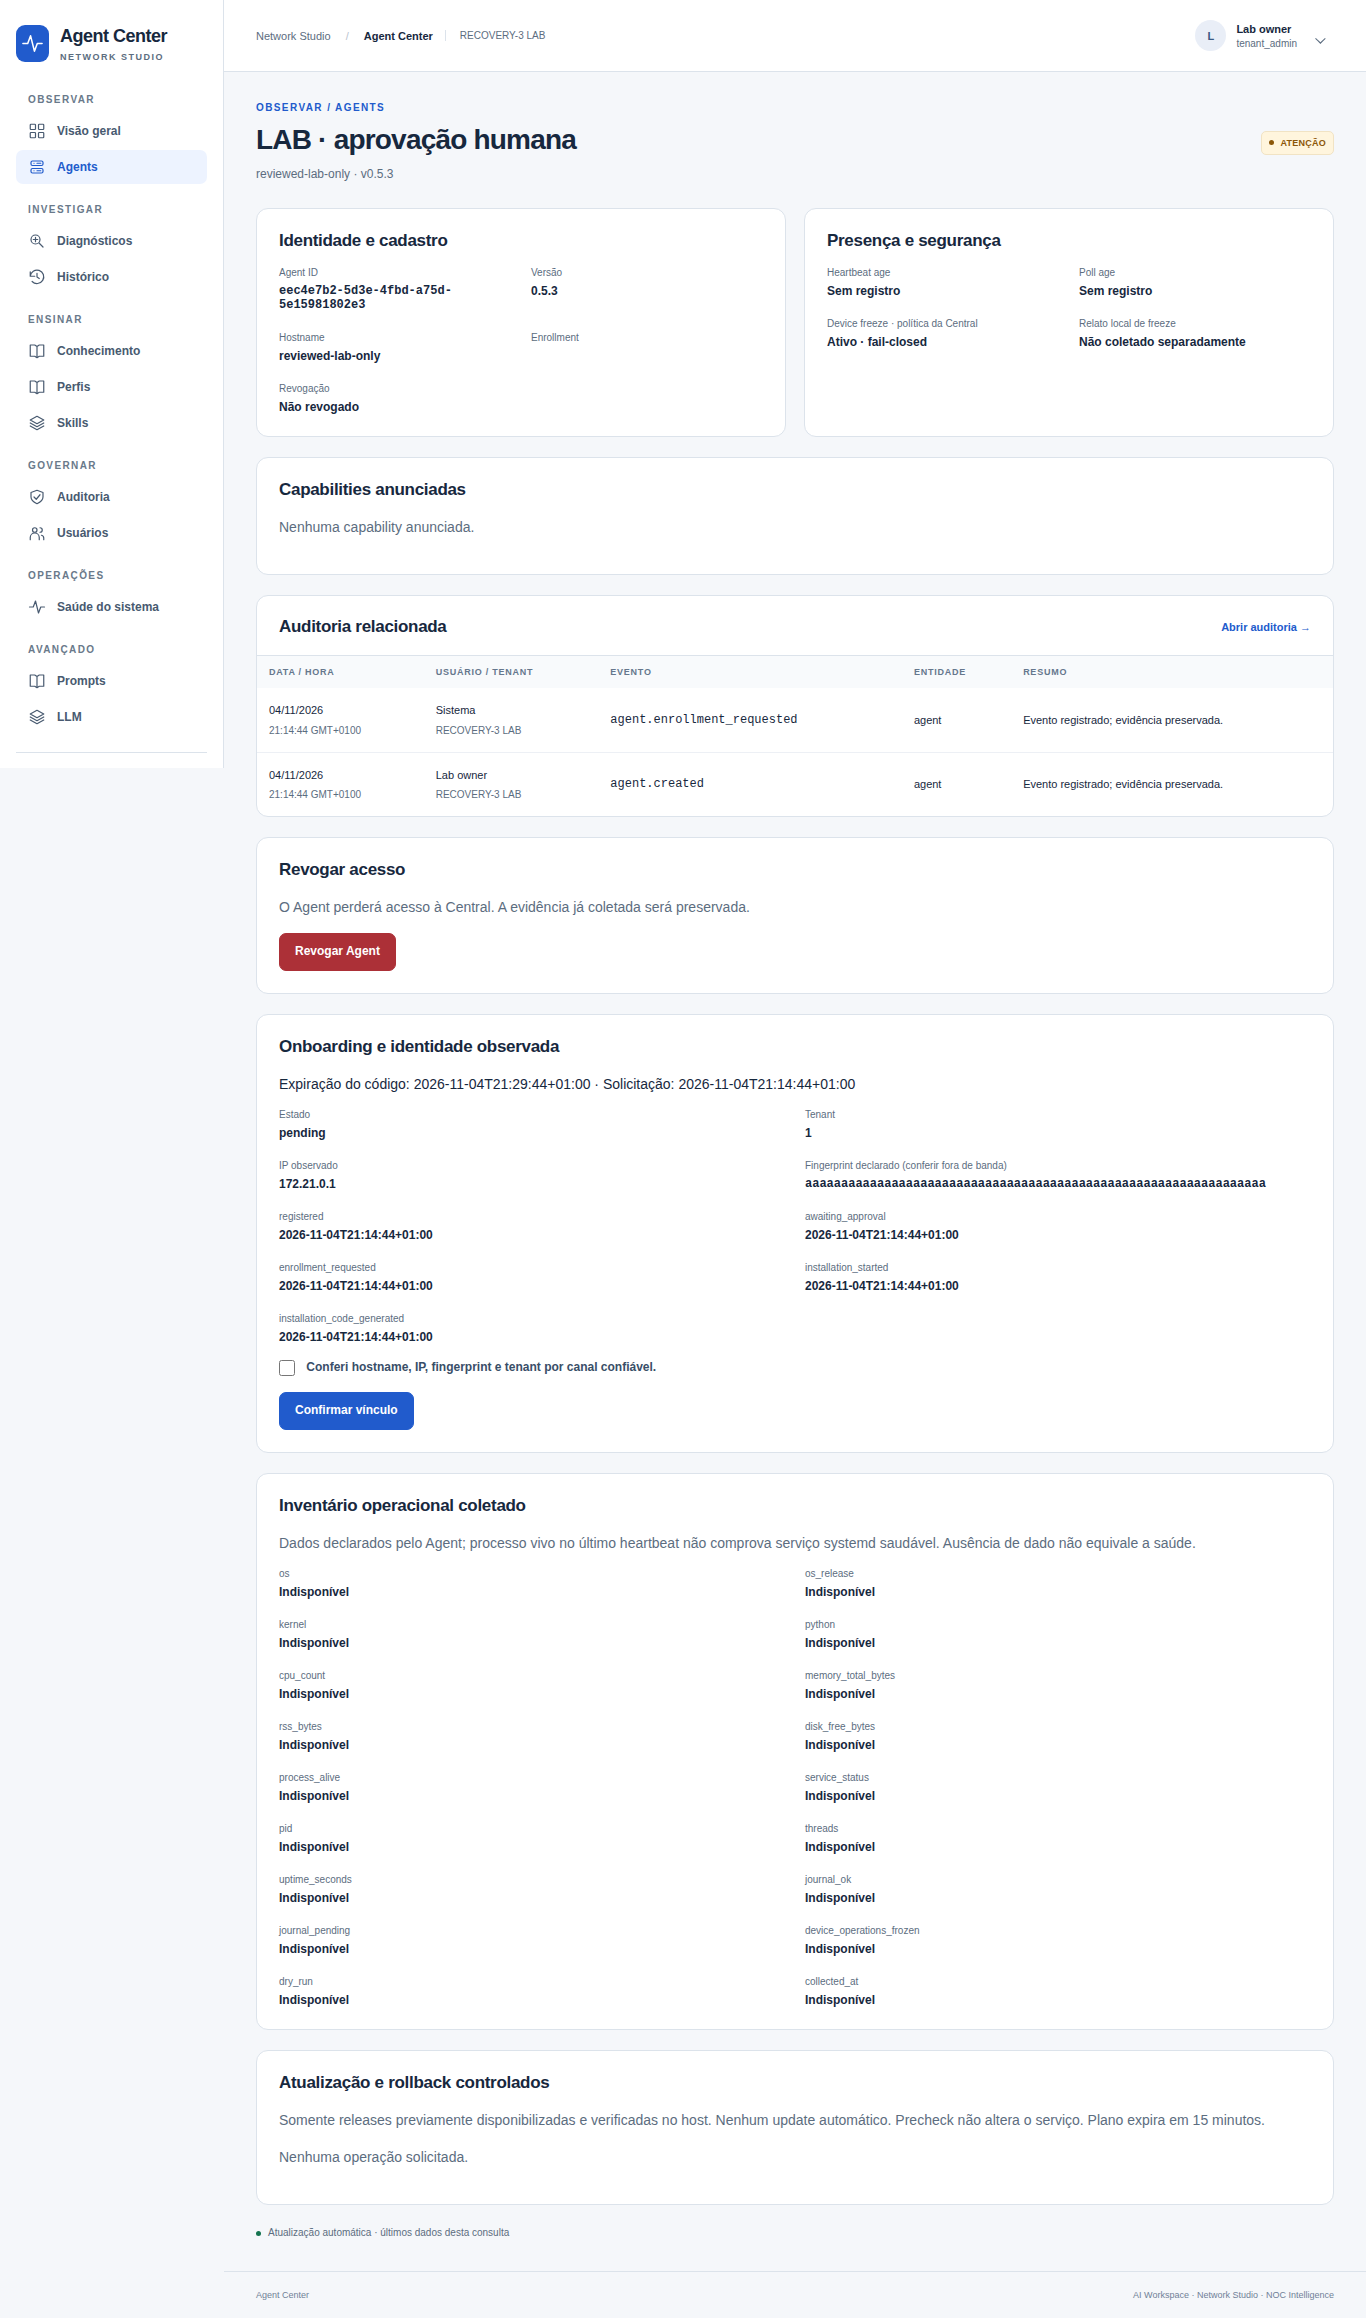 Agent Center
NETWORK STUDIO
OBSERVAR
Visão geral
Agents
INVESTIGAR
Diagnósticos
Histórico
ENSINAR
Conhecimento
Perfis
Skills
GOVERNAR
Auditoria
Usuários
OPERAÇÕES
Saúde do sistema
AVANÇADO
Prompts
LLM
Network Studio / Agent Center RECOVERY-3 LAB
L
Lab owner
tenant_admin
OBSERVAR / AGENTS
LAB · aprovação humana
ATENÇÃO
reviewed-lab-only · v0.5.3
Identidade e cadastro
Agent ID
eec4e7b2-5d3e-4fbd-a75d-
5e15981802e3
Versão
0.5.3
Hostname
reviewed-lab-only
Enrollment
Revogação
Não revogado
Presença e segurança
Heartbeat age
Sem registro
Poll age
Sem registro
Device freeze · política da Central
Ativo · fail-closed
Relato local de freeze
Não coletado separadamente
Capabilities anunciadas
Nenhuma capability anunciada.
Auditoria relacionada
Abrir auditoria →
DATA / HORA USUÁRIO / TENANT EVENTO ENTIDADE RESUMO
04/11/2026
21:14:44 GMT+0100
Sistema
RECOVERY-3 LAB
agent.enrollment_requested
agent
Evento registrado; evidência preservada.
04/11/2026
21:14:44 GMT+0100
Lab owner
RECOVERY-3 LAB
agent.created
agent
Evento registrado; evidência preservada.
Revogar acesso
O Agent perderá acesso à Central. A evidência já coletada será preservada.
Revogar Agent
Onboarding e identidade observada
Expiração do código: 2026-11-04T21:29:44+01:00 · Solicitação: 2026-11-04T21:14:44+01:00
Estado
pending
Tenant
1
IP observado
172.21.0.1
Fingerprint declarado (conferir fora de banda)
aaaaaaaaaaaaaaaaaaaaaaaaaaaaaaaaaaaaaaaaaaaaaaaaaaaaaaaaaaaaaaaa
registered
2026-11-04T21:14:44+01:00
awaiting_approval
2026-11-04T21:14:44+01:00
enrollment_requested
2026-11-04T21:14:44+01:00
installation_started
2026-11-04T21:14:44+01:00
installation_code_generated
2026-11-04T21:14:44+01:00
Conferi hostname, IP, fingerprint e tenant por canal confiável.
Confirmar vínculo
Inventário operacional coletado
Dados declarados pelo Agent; processo vivo no último heartbeat não comprova serviço systemd saudável. Ausência de dado não equivale a saúde.
os
Indisponível
os_release
Indisponível
kernel
Indisponível
python
Indisponível
cpu_count
Indisponível
memory_total_bytes
Indisponível
rss_bytes
Indisponível
disk_free_bytes
Indisponível
process_alive
Indisponível
service_status
Indisponível
pid
Indisponível
threads
Indisponível
uptime_seconds
Indisponível
journal_ok
Indisponível
journal_pending
Indisponível
device_operations_frozen
Indisponível
dry_run
Indisponível
collected_at
Indisponível
Atualização e rollback controlados
Somente releases previamente disponibilizadas e verificadas no host. Nenhum update automático. Precheck não altera o serviço. Plano expira em 15 minutos.
Nenhuma operação solicitada.
Atualização automática · últimos dados desta consulta
Agent Center
AI Workspace · Network Studio · NOC Intelligence